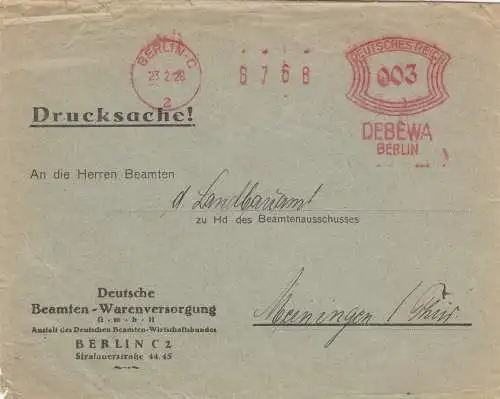 BERLIN-C
23.2.28
2
6768
DEUTSCHES REICH
003
DEBEWA
BERLIN
Drucksache!
An die Herren Beamten
d. Landbauamt
zu Hd des Beamtenausschusses
Deutsche
Beamten-Warenversorgung
G-m-b-H
Anstalt des Deutschen Beamten-Wirtschaftsbundes
BERLIN C 2
Stralauerstraße 44.45
Meiningen / Thür.